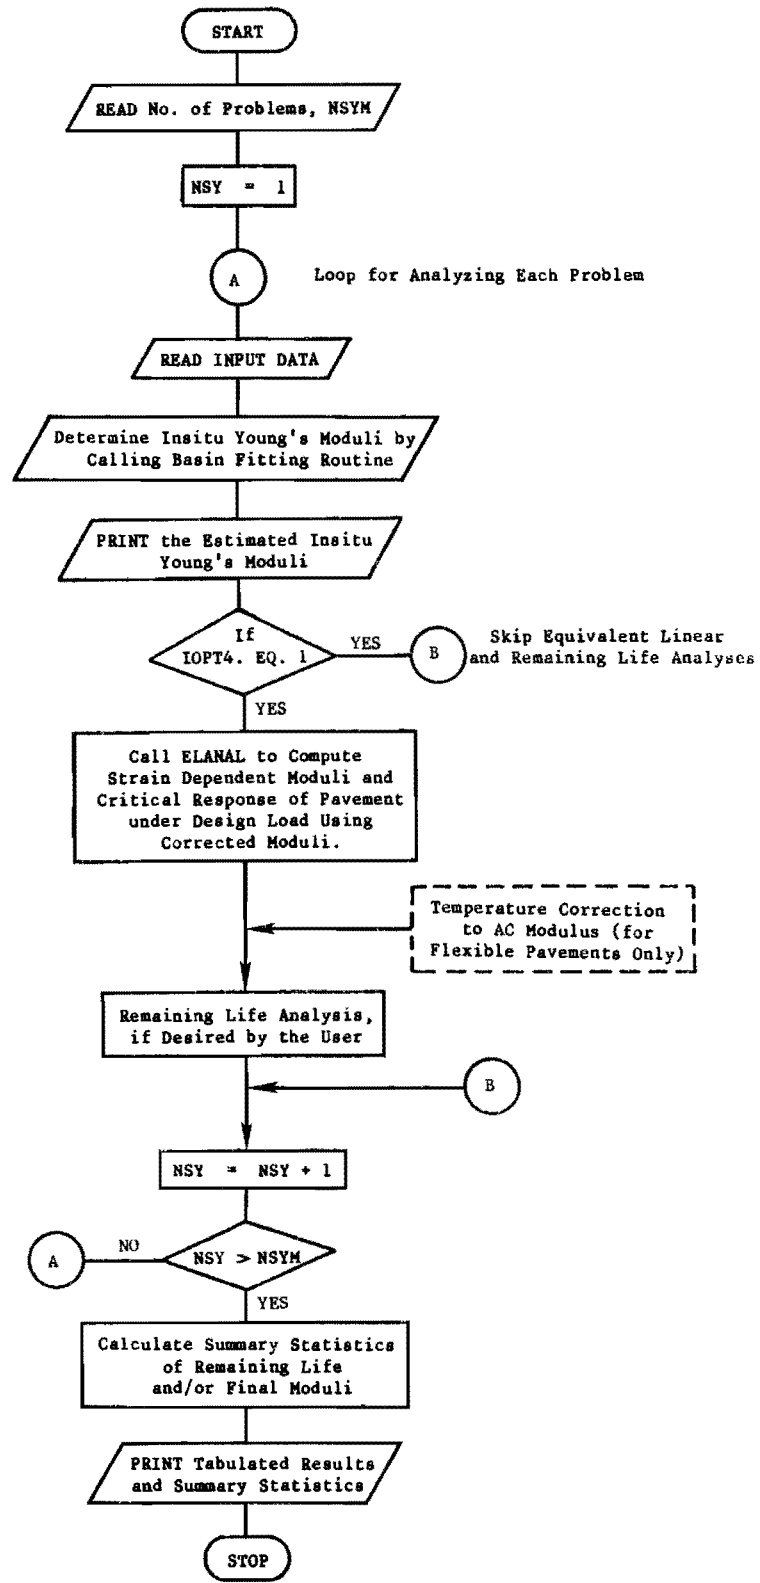 START
READ No. of Problems, NSYM
NSY = 1
A
Loop for Analyzing Each Problem
READ INPUT DATA
Determine Insitu Young's Moduli by
Calling Basin Fitting Routine
PRINT the Estimated Insitu
Young's Moduli
If
IOPT4. EQ. 1
YES
B
Skip Equivalent Linear
and Remaining Life Analyses
YES
Call ELANAL to Compute
Strain Dependent Moduli and
Critical Response of Pavement
under Design Load Using
Corrected Moduli.
Temperature Correction
to AC Modulus (for
Flexible Pavements Only)
Remaining Life Analysis,
if Desired by the User
B
NSY = NSY + 1
A
NO
NSY > NSYM
YES
Calculate Summary Statistics
of Remaining Life
and/or Final Moduli
PRINT Tabulated Results
and Summary Statistics
STOP